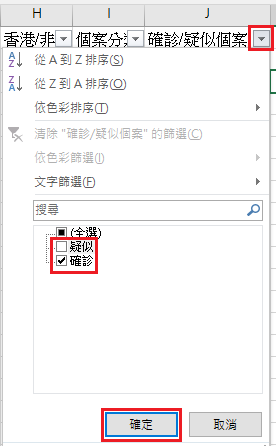 H I J
香港/非 個案分類 確診/疑似個案
從 A 到 Z 排序(S)
從 Z 到 A 排序(O)
依色彩排序(T)
清除 "確診/疑似個案" 的篩選(C)
依色彩篩選(I)
文字篩選(F)
搜尋
(全選)
疑似
確診
確定 取消